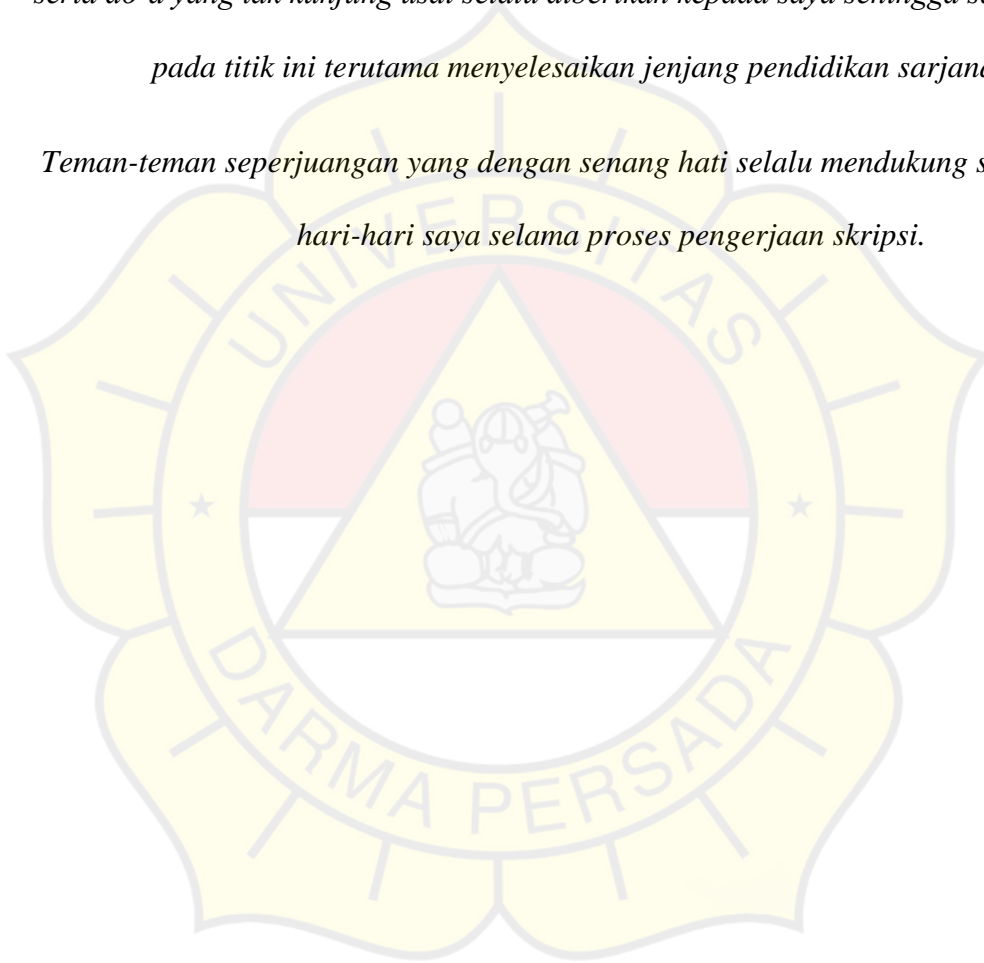 serta do'a yang tak kunjung usai selalu diberikan kepada saya sehingga
pada titik ini terutama menyelesaikan jenjang pendidikan
Teman-teman seperjuangan yang dengan senang hati selalu mendukung
hari-hari saya selama proses pengerjaan skripsi.
UNIVERSITAS
DARMA PERSADA